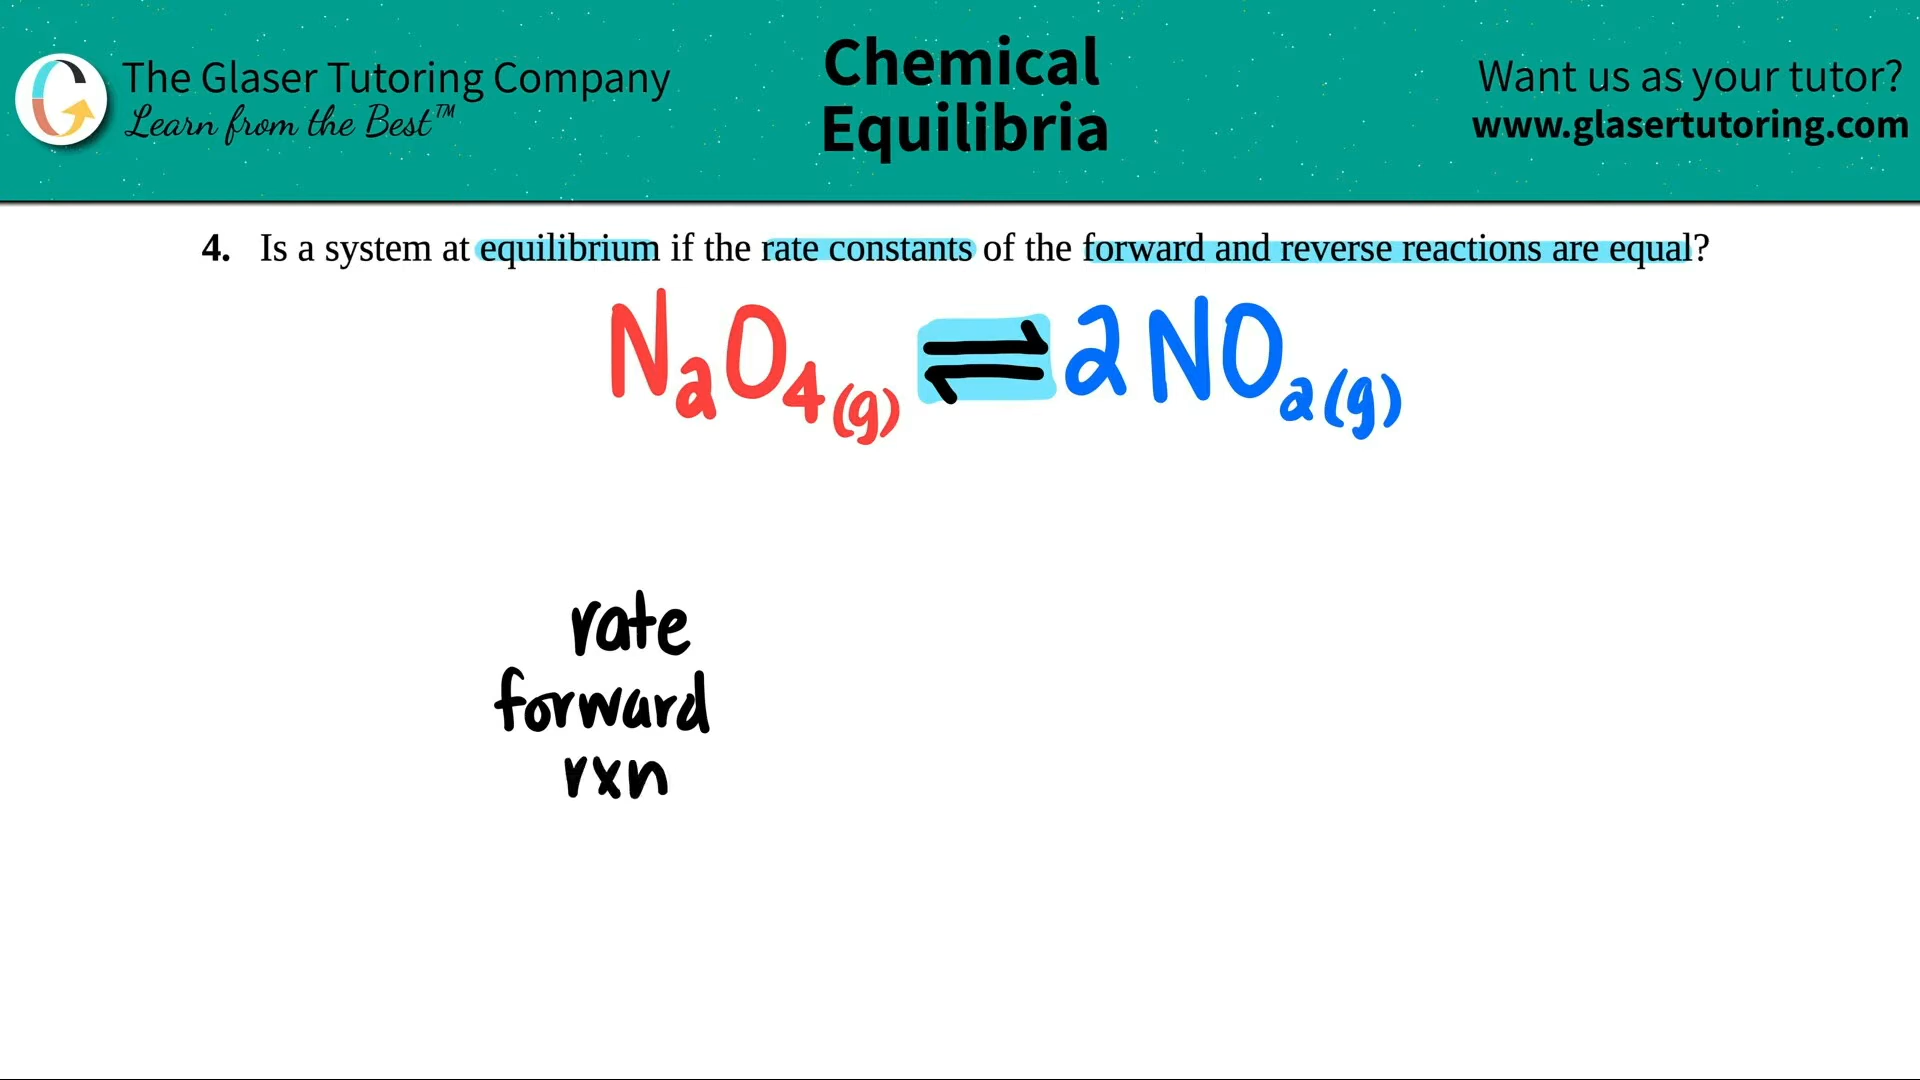 The Glaser Tutoring Company
Learn from the Best™
Chemical
Equilibria
Want us as your tutor?
www.glasertutoring.com
4. Is a system at equilibrium if the rate constants of the forward and reverse reactions are equal?
N₂O₄(g) ⇌ 2NO₂(g)
rate
forward
rxn